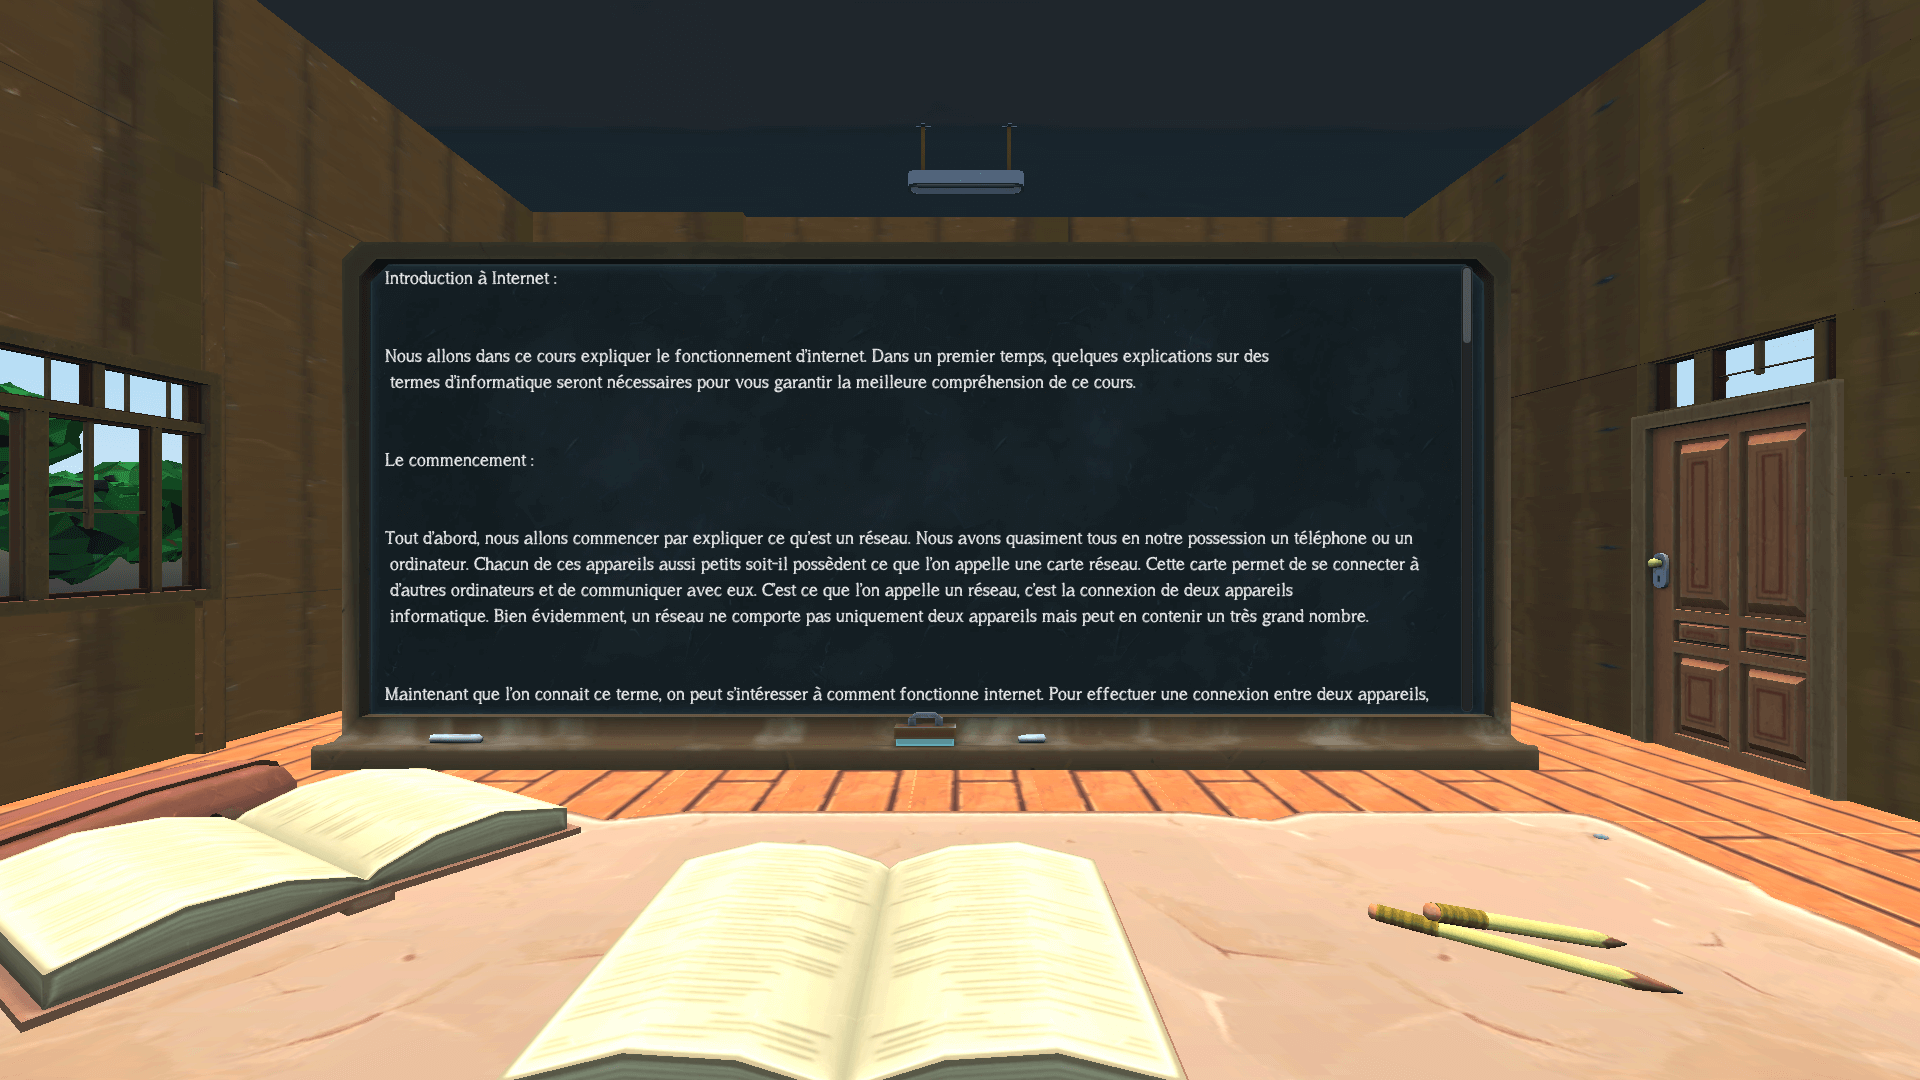 Introduction à Internet :
Nous allons dans ce cours expliquer le fonctionnement d'internet. Dans un premier temps, quelques explications sur des
termes d'informatique seront nécessaires pour vous garantir la meilleure compréhension de ce cours.
Le commencement :
Tout d'abord, nous allons commencer par expliquer ce qu'est un réseau. Nous avons quasiment tous en notre possession un téléphone ou un
ordinateur. Chacun de ces appareils aussi petits soit-il possèdent ce que l'on appelle une carte réseau. Cette carte permet de se connecter à
d'autres ordinateurs et de communiquer avec eux. C'est ce que l'on appelle un réseau, c'est la connexion de deux appareils
informatique. Bien évidemment, un réseau ne comporte pas uniquement deux appareils mais peut en contenir un très grand nombre.
Maintenant que l'on connait ce terme, on peut s'intéresser à comment fonctionne internet. Pour effectuer une connexion entre deux appareils,